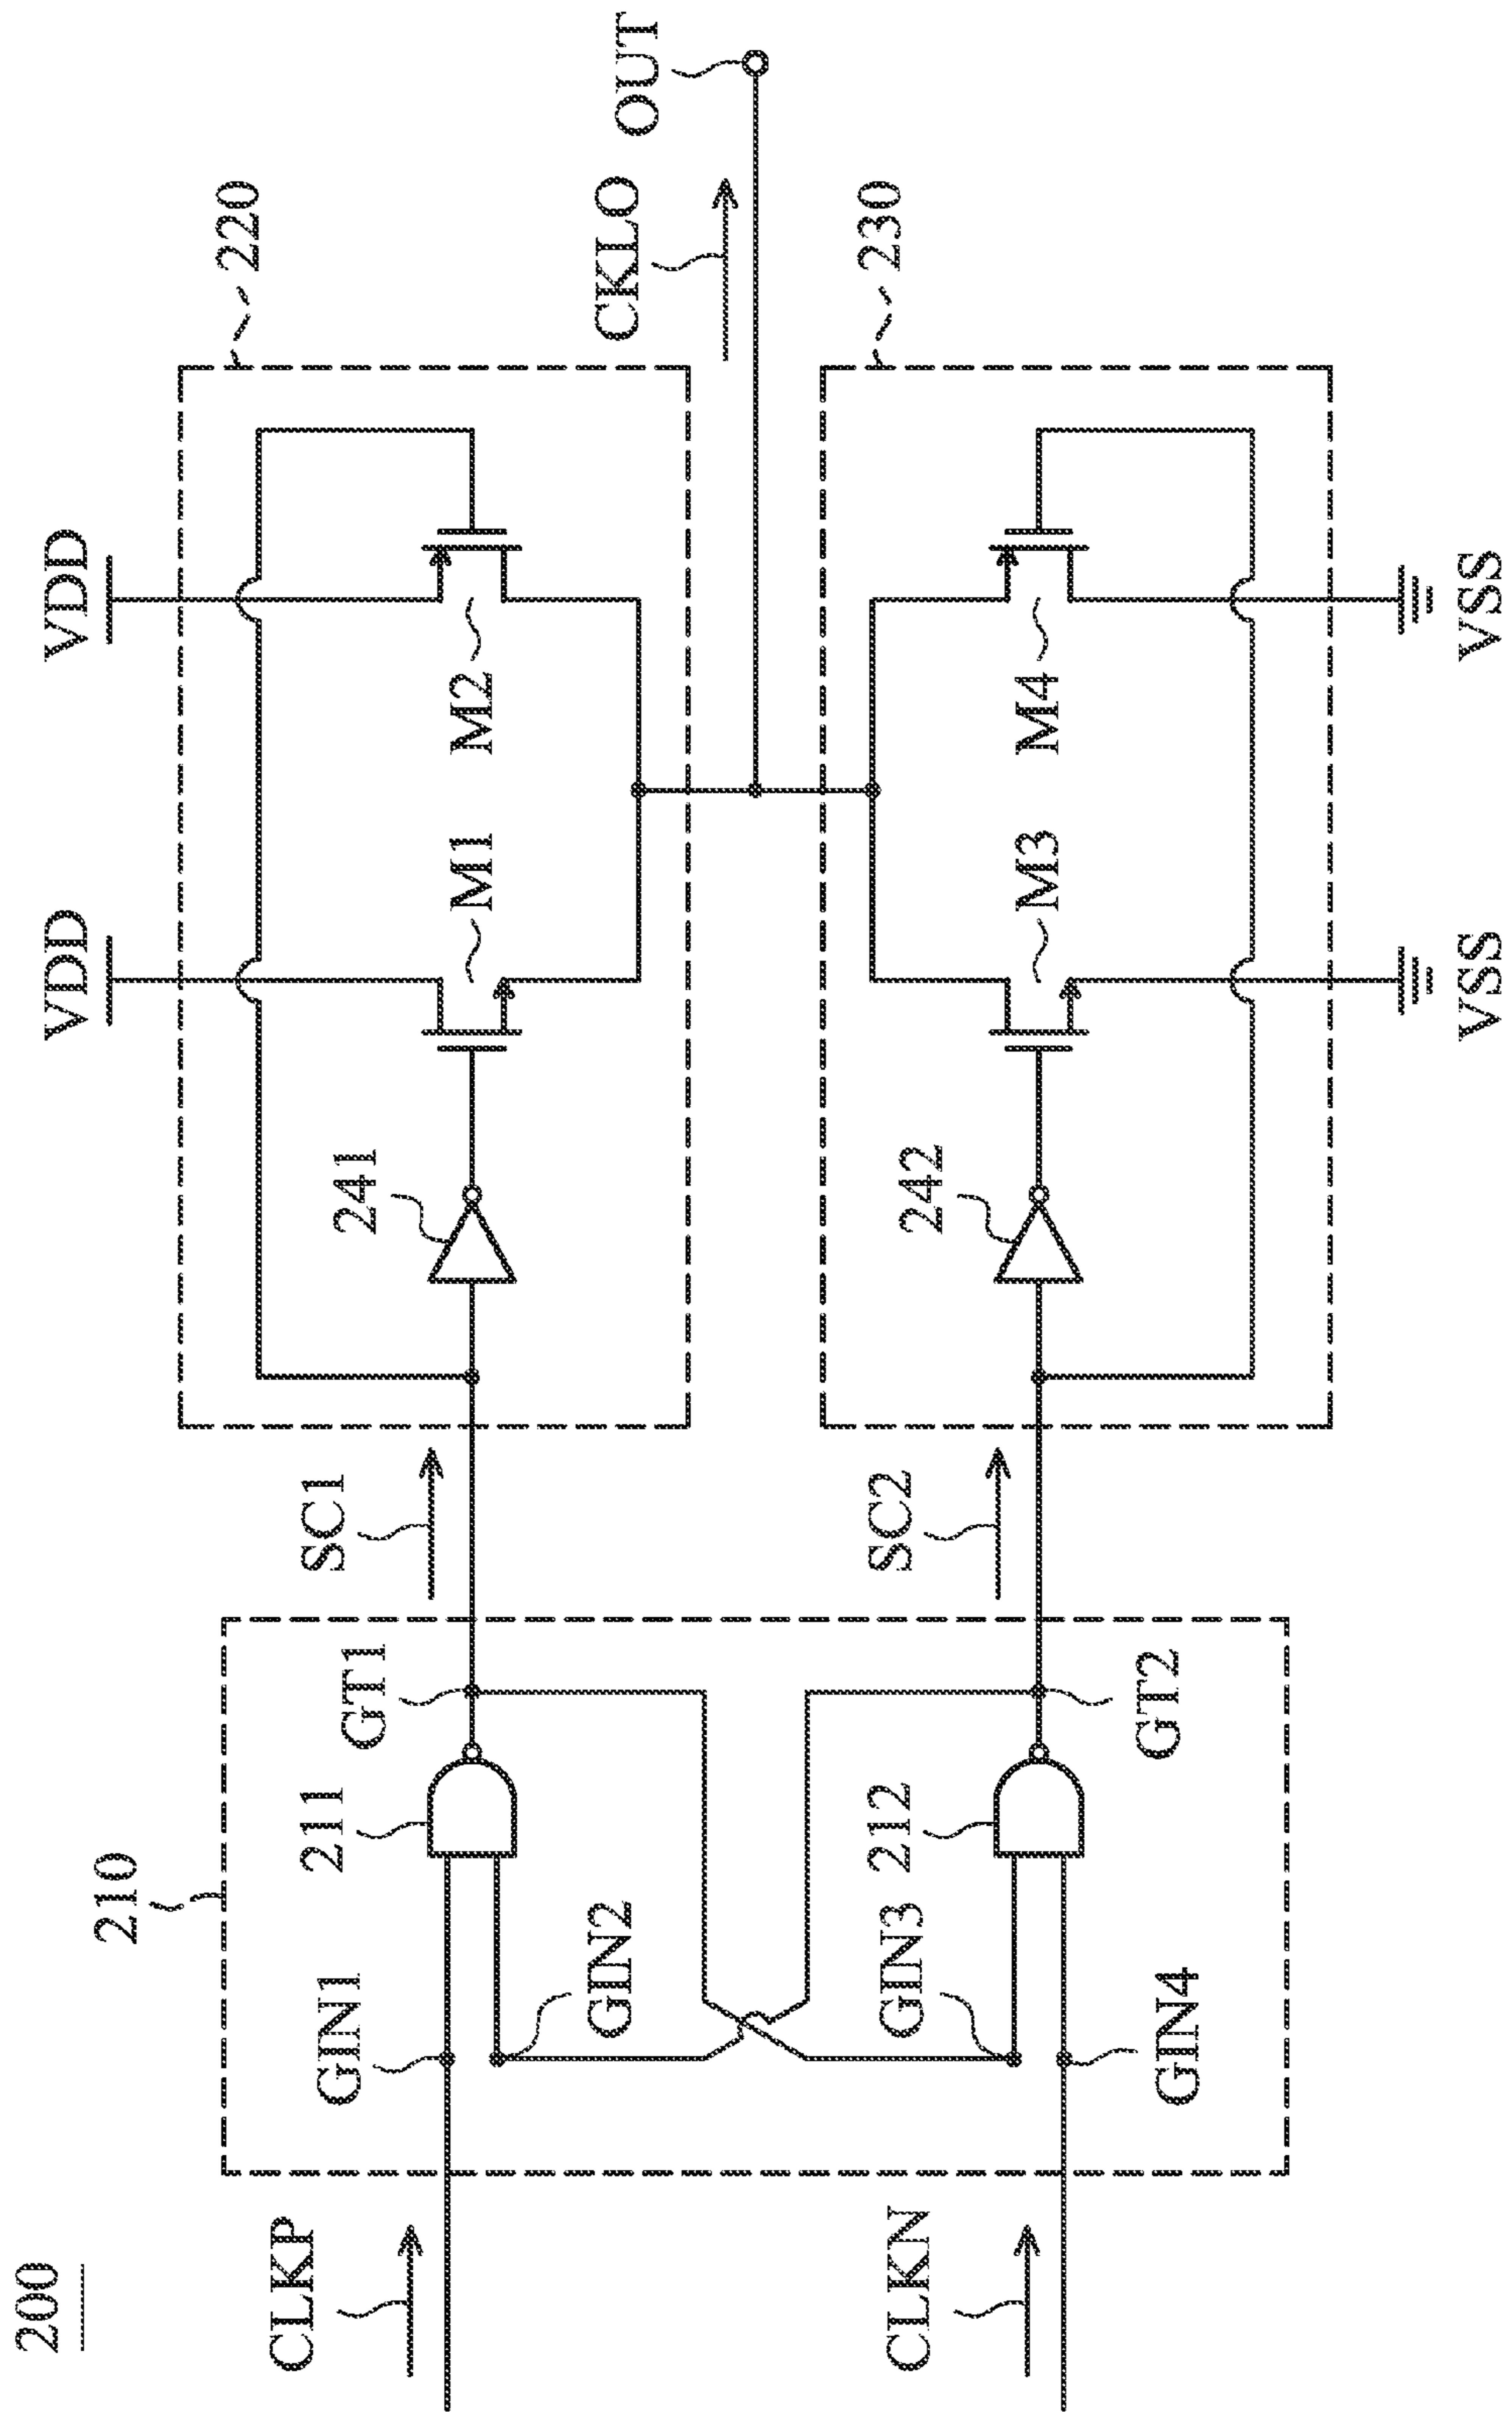 200
VDD
VDD
220
M1
M2
241
SC1
210
GT1
211
GIN1
GIN2
CLKP
CKLO
OUT
230
M3
M4
242
SC2
GT2
212
GIN3
GIN4
CLKN
VSS
VSS